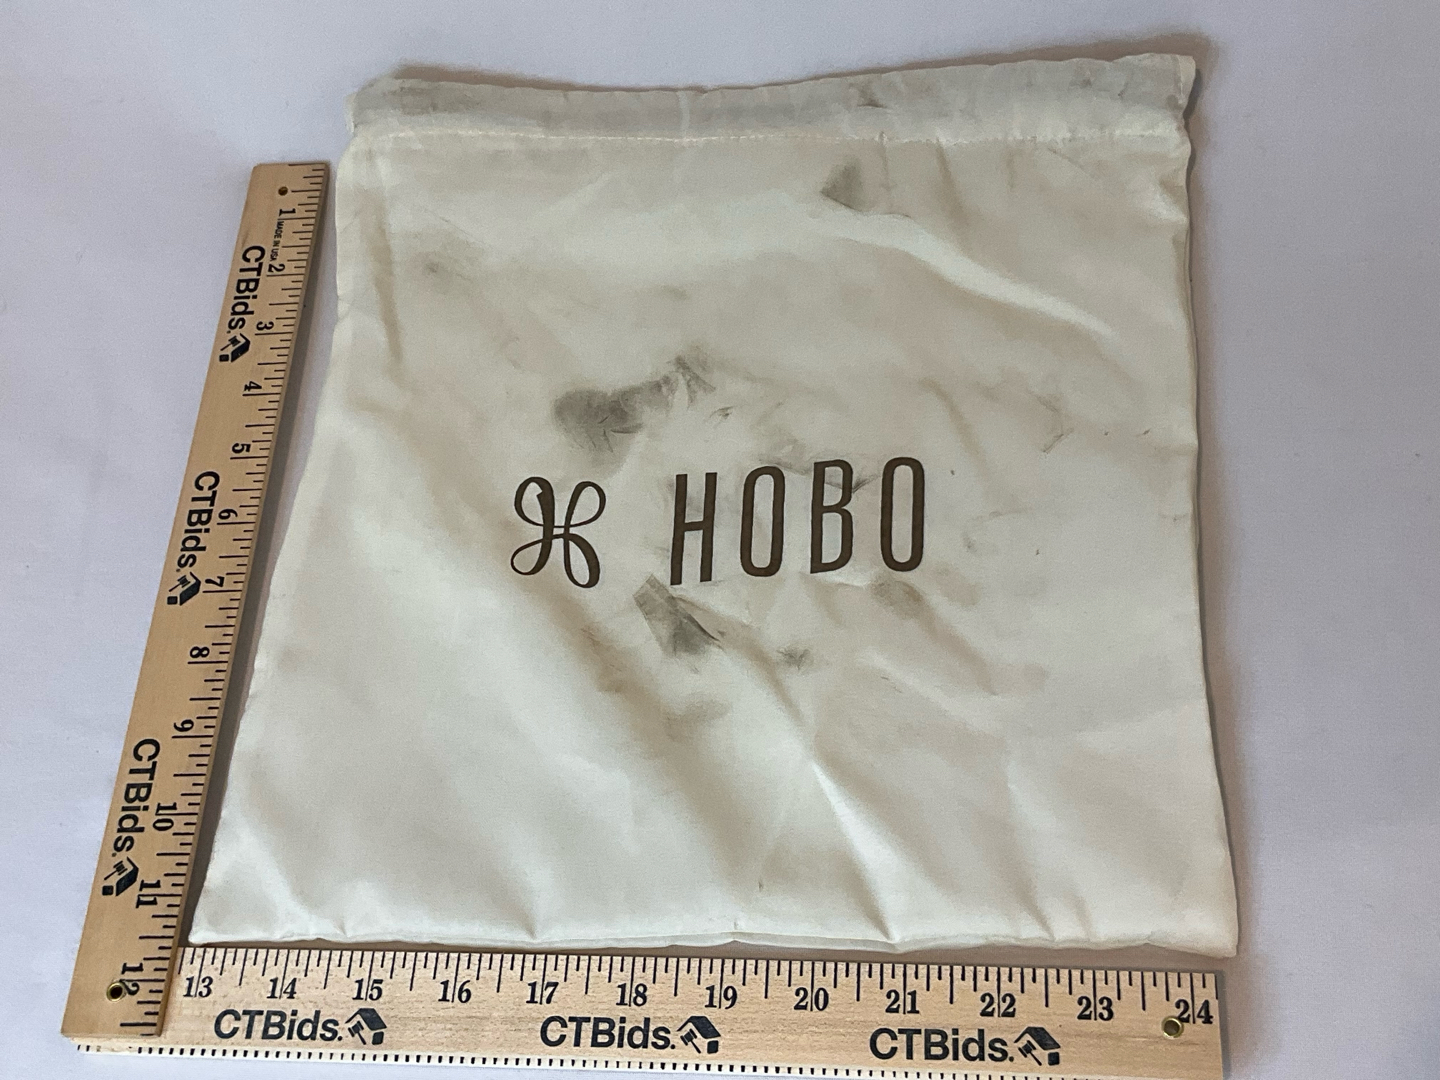 HOBO
1 MADE IN USA 2 3 4 5 6 7 8 9 10 11 12
CTBids.
CTBids.
CTBids.
13 14 15 16 17 18 19 20 21 22 23 24
CTBids. CTBids. CTBids.